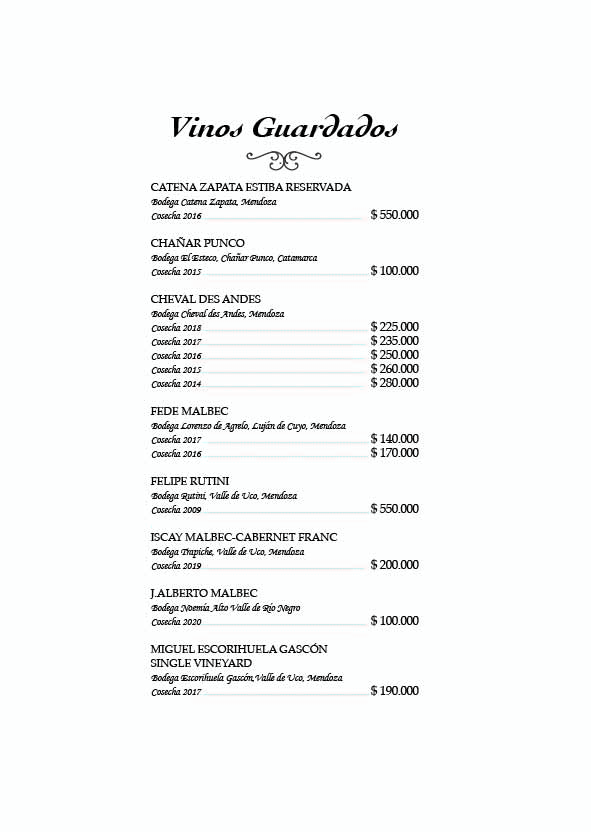 Vinos Guardados
CATENA ZAPATA ESTIBA RESERVADA
Bodega Catena Zapata, Mendoza
Cosecha 2016 $ 550.000
CHAÑAR PUNCO
Bodega El Esteco, Chañar Punco, Catamarca
Cosecha 2015 $ 100.000
CHEVAL DES ANDES
Bodega Cheval des Andes, Mendoza
Cosecha 2018 $ 225.000
Cosecha 2017 $ 235.000
Cosecha 2016 $ 250.000
Cosecha 2015 $ 260.000
Cosecha 2014 $ 280.000
FEDE MALBEC
Bodega Lorenzo de Agrelo, Luján de Cuyo, Mendoza
Cosecha 2017 $ 140.000
Cosecha 2016 $ 170.000
FELIPE RUTINI
Bodega Rutini, Valle de Uco, Mendoza
Cosecha 2009 $ 550.000
ISCAY MALBEC-CABERNET FRANC
Bodega Trapiche, Valle de Uco, Mendoza
Cosecha 2019 $ 200.000
J.ALBERTO MALBEC
Bodega Noemía Alto Valle de Río Negro
Cosecha 2020 $ 100.000
MIGUEL ESCORIHUELA GASCÓN
SINGLE VINEYARD
Bodega Escorihuela Gascón,Valle de Uco, Mendoza
Cosecha 2017 $ 190.000